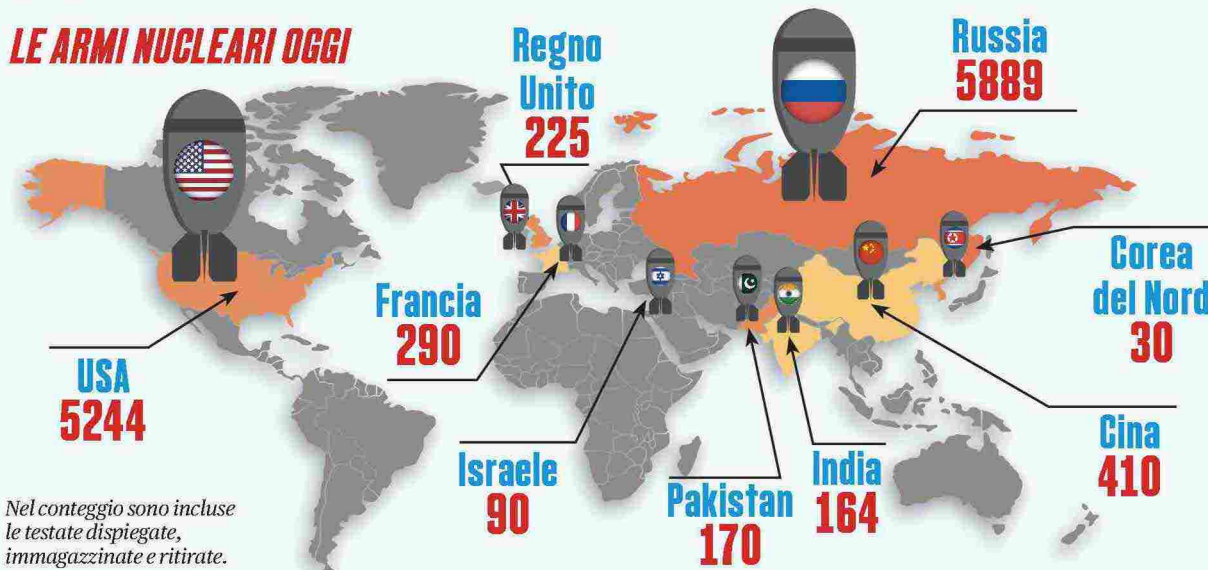 LE ARMI NUCLEARI OGGI
Regno
Unito
225
Russia
5889
Francia
290
Corea
del Nord
30
USA
5244
Israele
90
Pakistan
170
India
164
Cina
410
Nel conteggio sono incluse
le testate dispiegate,
immagazzinate e ritirate.